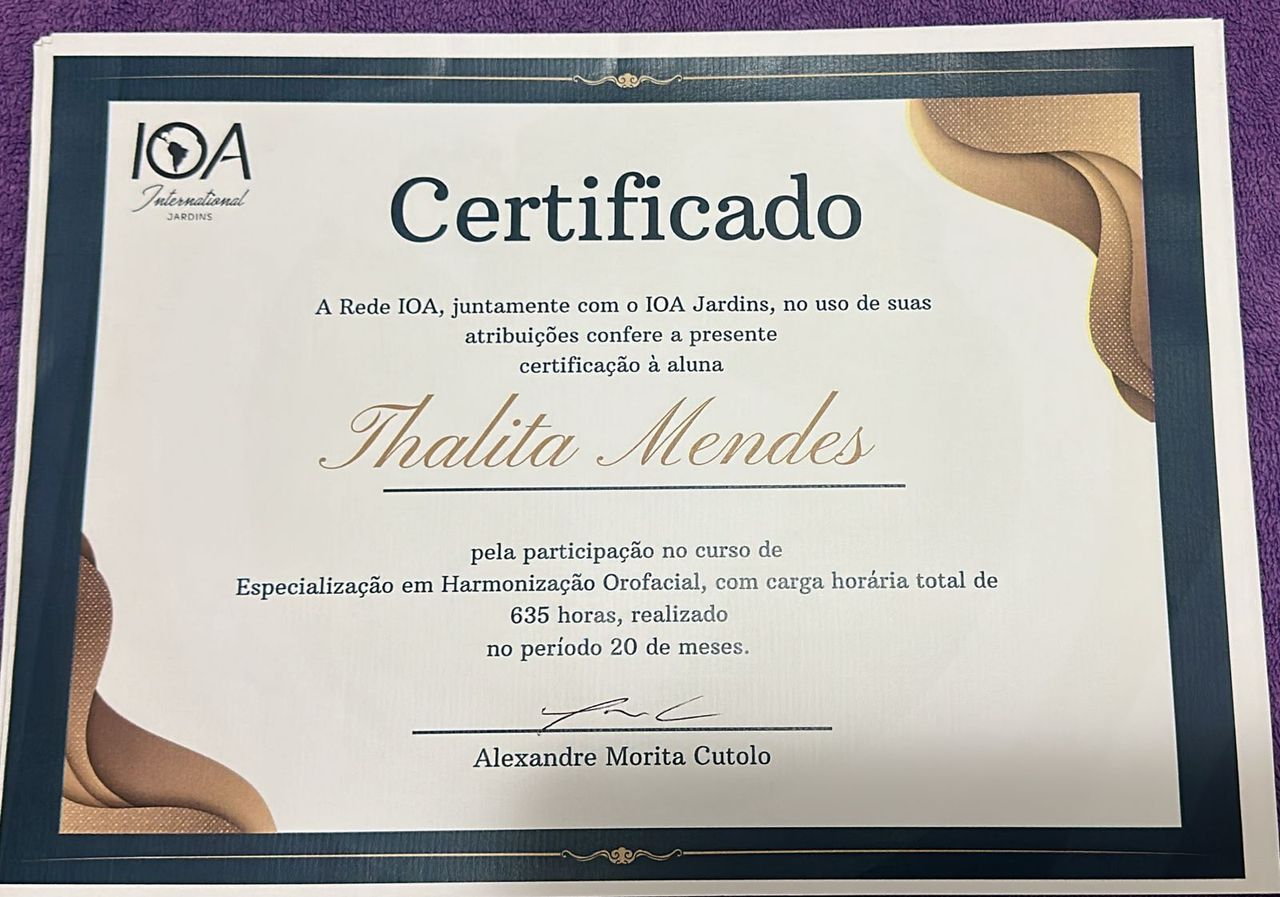 IOA
International
JARDINS
Certificado
A Rede IOA, juntamente com o IOA Jardins, no uso de suas
atribuições confere a presente
certificação à aluna
Thalita Mendes
pela participação no curso de
Especialização em Harmonização Orofacial, com carga horária total de
635 horas, realizado
no período 20 de meses.
Alexandre Morita Cutolo